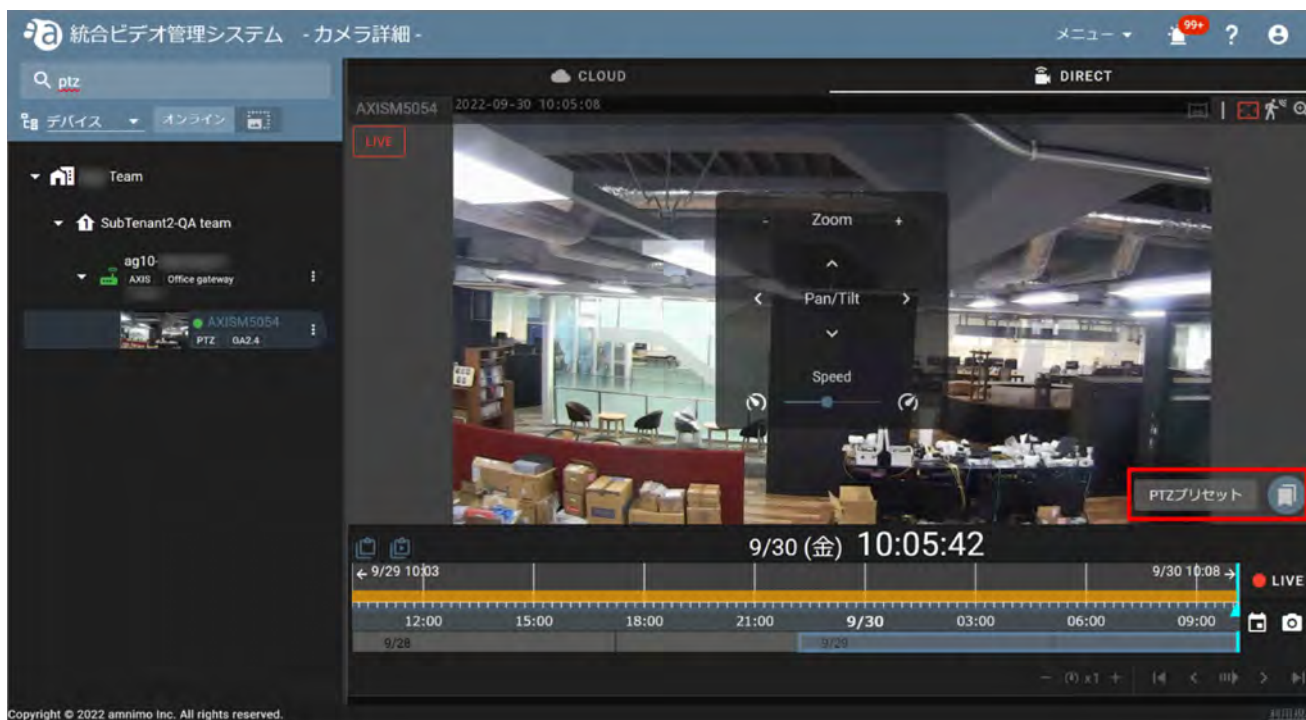 統合ビデオ管理システム - カメラ詳細 -
メニュー
99+
?
ptz
CLOUD
DIRECT
デバイス
オンライン
AXISM5054
2022-09-30 10:05:08
LIVE
Team
SubTenant2-QA team
ag10-
AXIS
Office gateway
AXISM5054
PTZ
GA2.4
- Zoom +
Pan/Tilt
Speed
PTZプリセット
9/30 (金) 10:05:42
9/29 10:03
9/30 10:08
LIVE
12:00
15:00
18:00
21:00
9/30
03:00
06:00
09:00
9/28
9/29
x1
Copyright © 2022 amnimo Inc. All rights reserved.